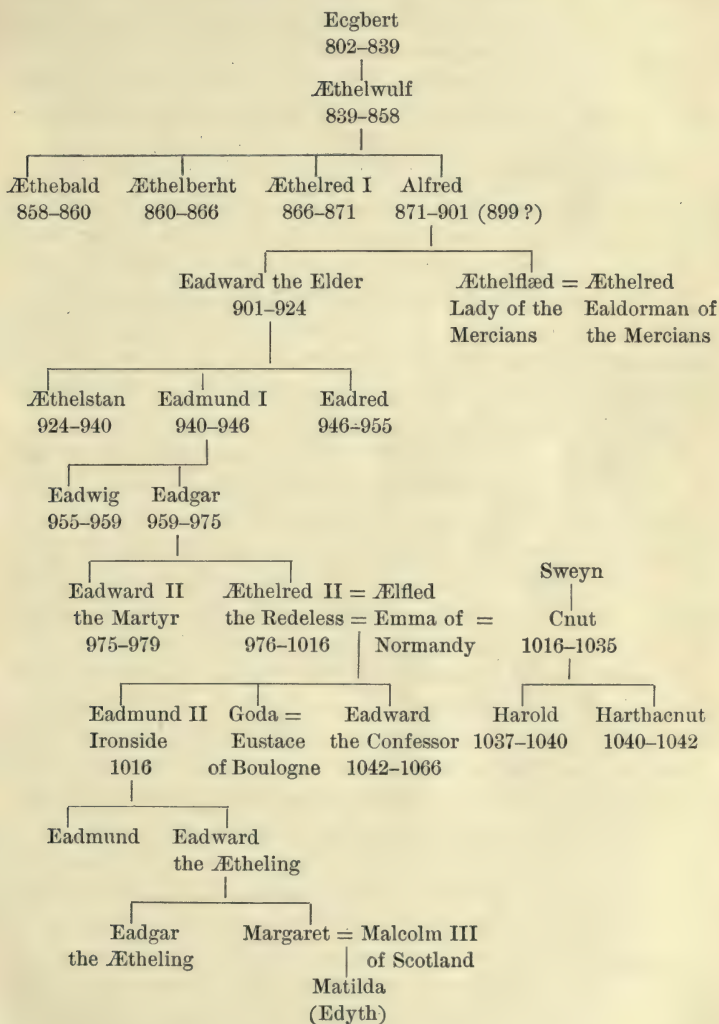 Ecgbert
802–839
Æthelwulf
839–858
Æthebald Æthelberht Æthelred I Alfred
858–860 860–866 866–871 871–901 (899 ?)
Eadward the Elder Æthelflæd = Æthelred
901–924 Lady of the Ealdorman of
Mercians the Mercians
Æthelstan Eadmund I Eadred
924–940 940–946 946–955
Eadwig Eadgar
955–959 959–975
Sweyn
Eadward II Æthelred II = Ælfled
the Martyr the Redeless = Emma of = Cnut
975–979 976–1016 Normandy 1016–1035
Eadmund II Goda = Eadward Harold Harthacnut
Ironside Eustace the Confessor 1037–1040 1040–1042
1016 of Boulogne 1042–1066
Eadmund Eadward
the Ætheling
Eadgar Margaret = Malcolm III
the Ætheling of Scotland
Matilda
(Edyth)